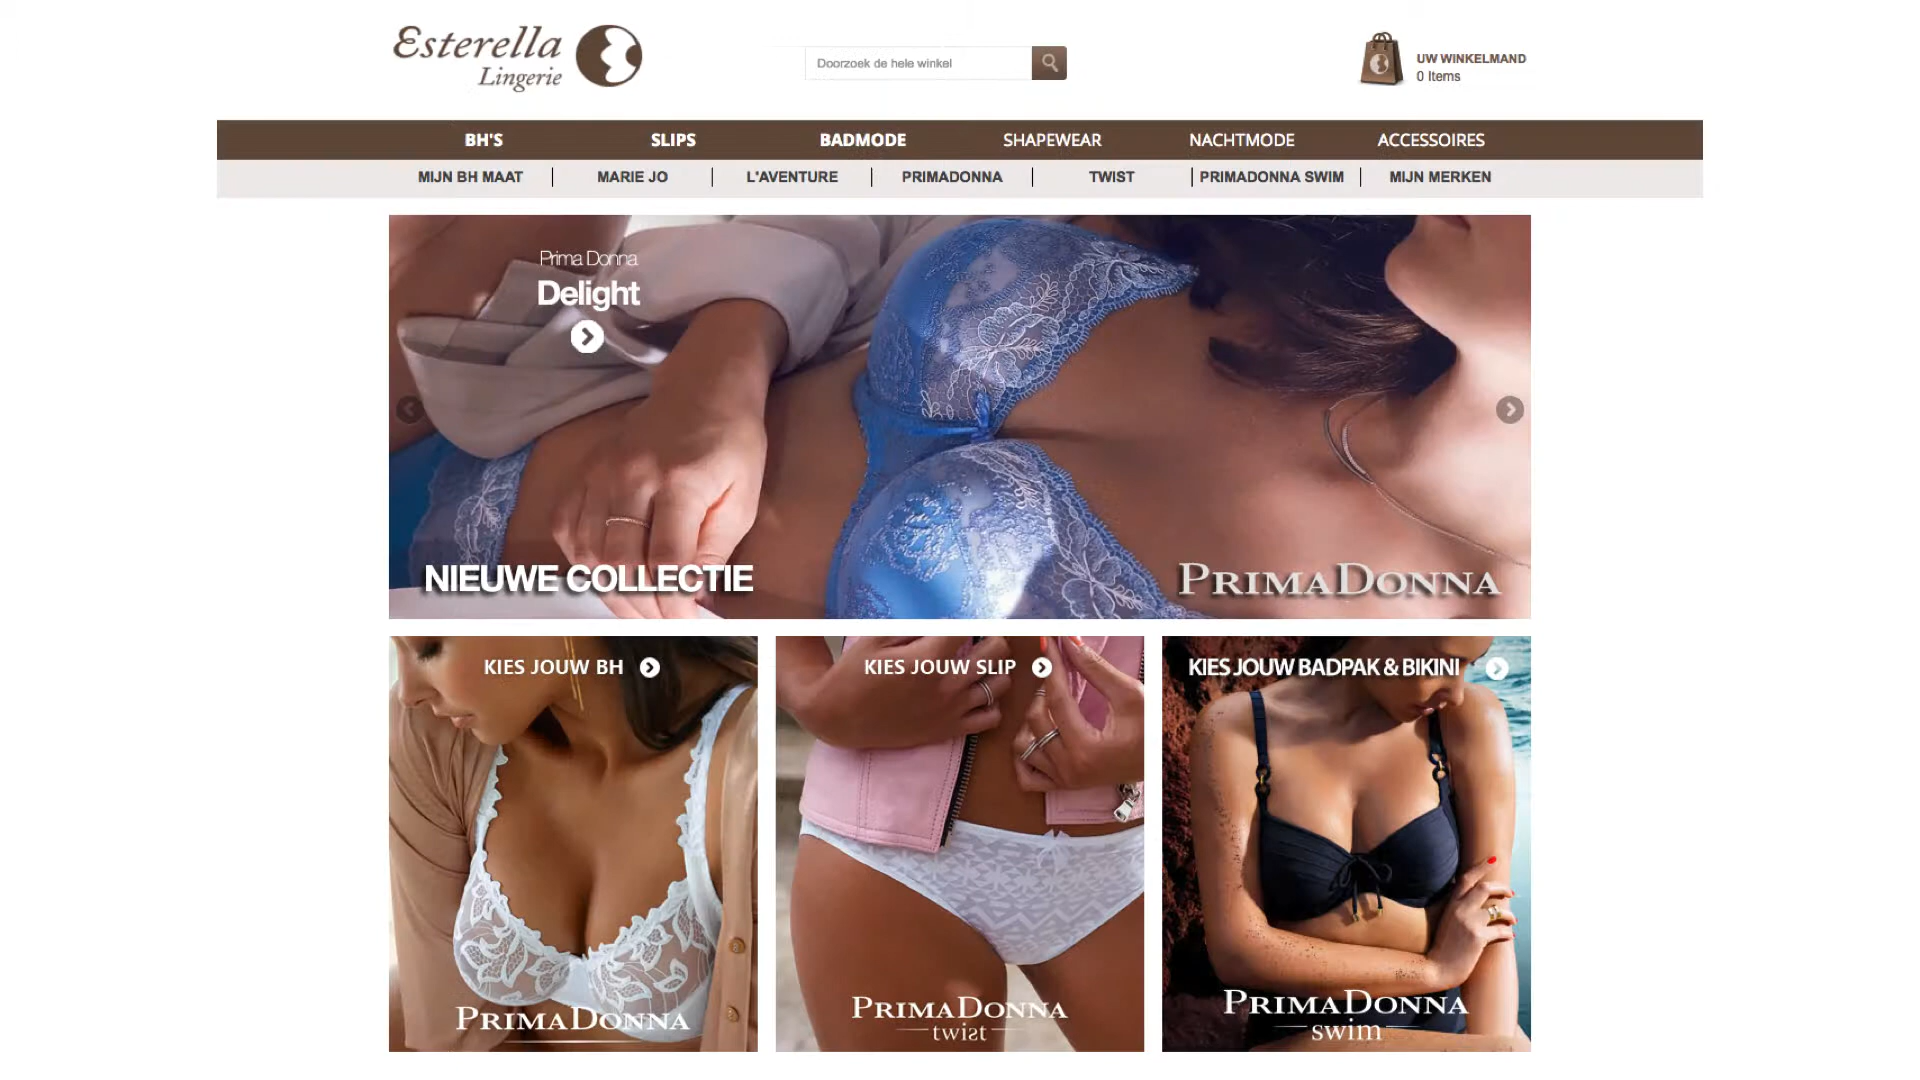 Esterella
Lingerie
Doorzoek de hele winkel
UW WINKELMAND
0 Items
BH'S
SLIPS
BADMODE
SHAPEWEAR
NACHTMODE
ACCESSOIRES
MIJN BH MAAT
MARIE JO
L'AVENTURE
PRIMADONNA
TWIST
PRIMADONNA SWIM
MIJN MERKEN
Prima Donna
Delight
NIEUWE COLLECTIE
PRIMADONNA
KIES JOUW BH
PRIMADONNA
KIES JOUW SLIP
PRIMADONNA
twist
KIES JOUW BADPAK & BIKINI
PRIMADONNA
swim